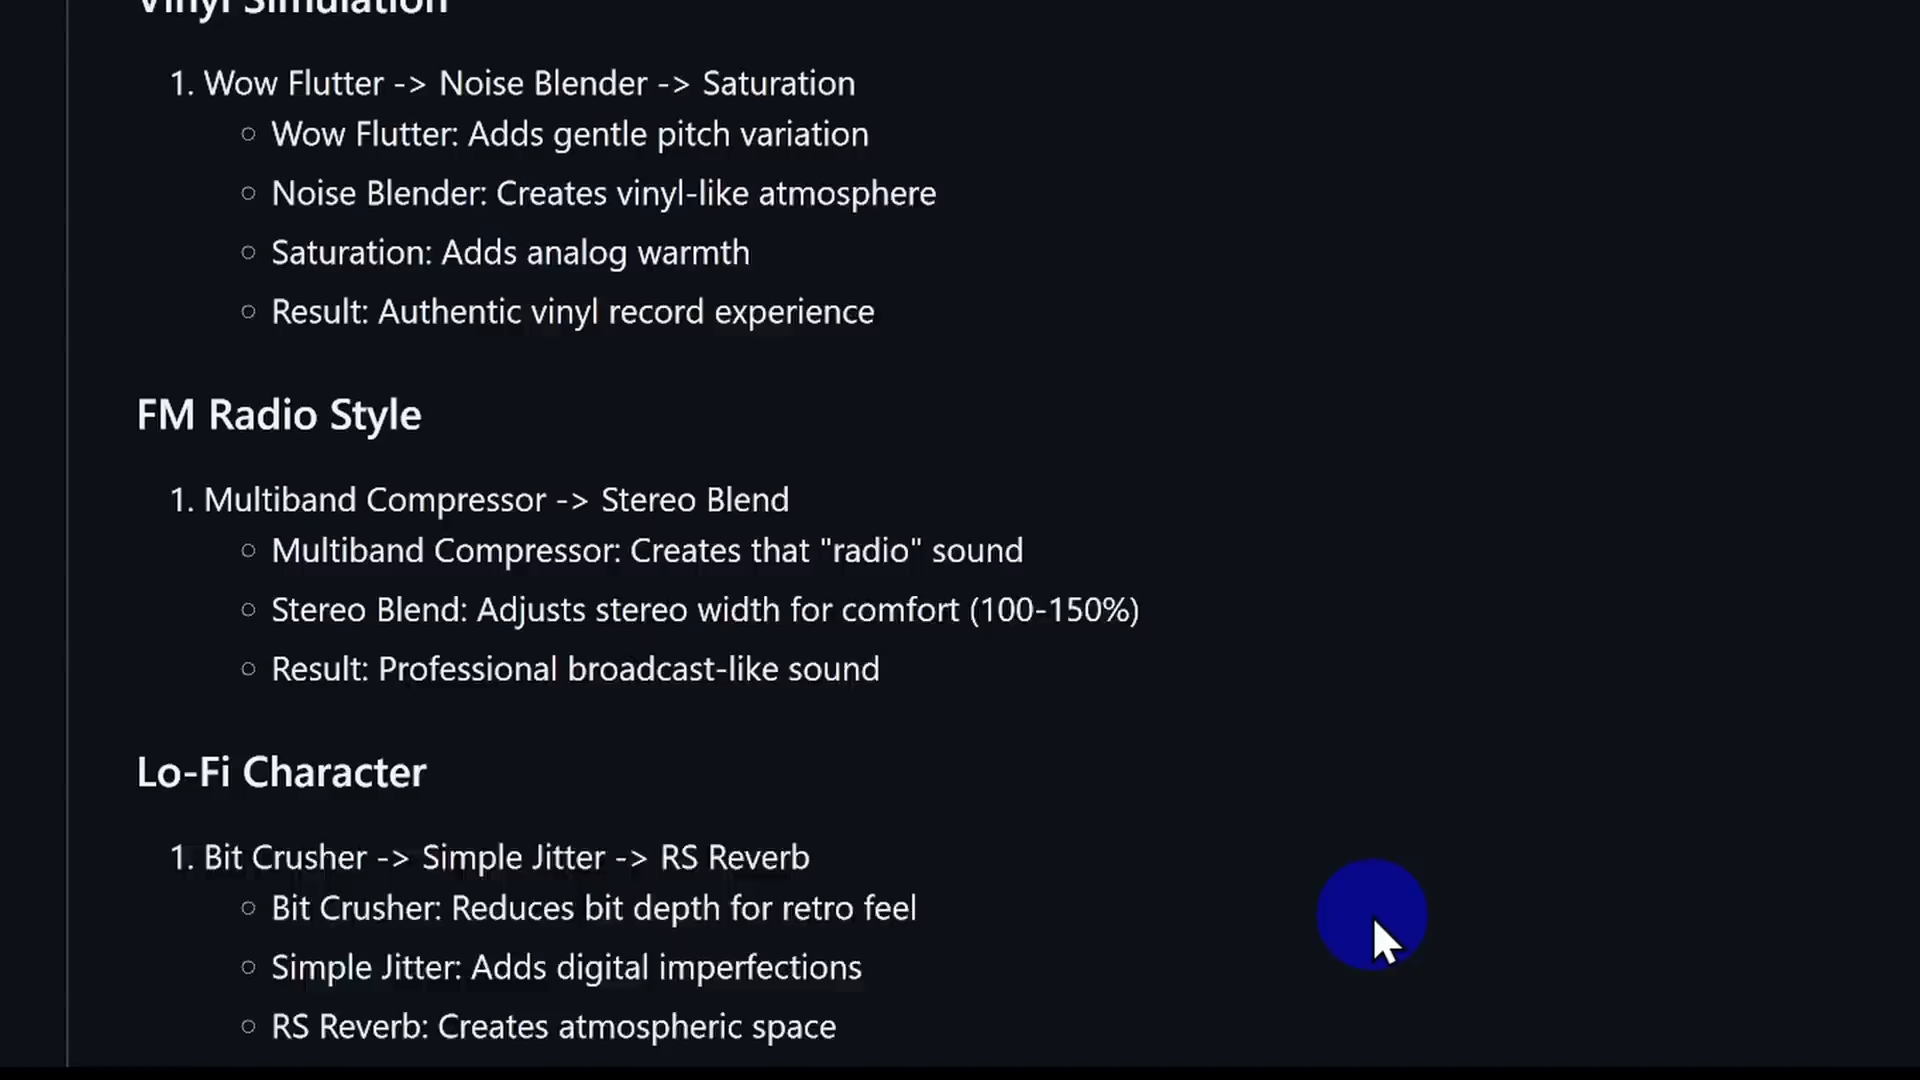 Vinyl Simulation
1. Wow Flutter -> Noise Blender -> Saturation
○ Wow Flutter: Adds gentle pitch variation
○ Noise Blender: Creates vinyl-like atmosphere
○ Saturation: Adds analog warmth
○ Result: Authentic vinyl record experience
FM Radio Style
1. Multiband Compressor -> Stereo Blend
○ Multiband Compressor: Creates that "radio" sound
○ Stereo Blend: Adjusts stereo width for comfort (100-150%)
○ Result: Professional broadcast-like sound
Lo-Fi Character
1. Bit Crusher -> Simple Jitter -> RS Reverb
○ Bit Crusher: Reduces bit depth for retro feel
○ Simple Jitter: Adds digital imperfections
○ RS Reverb: Creates atmospheric space